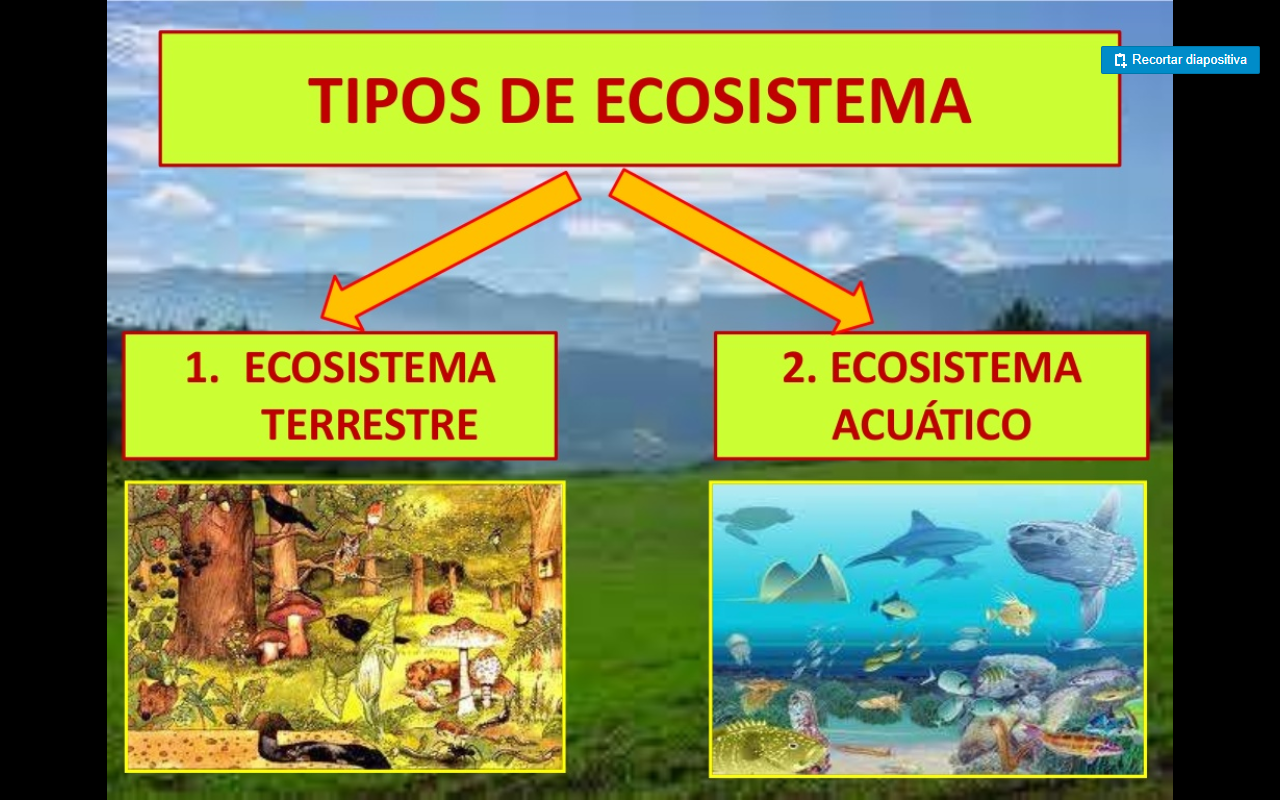 Recortar diapositiva
TIPOS DE ECOSISTEMA
1. ECOSISTEMA
TERRESTRE
2. ECOSISTEMA
ACUÁTICO